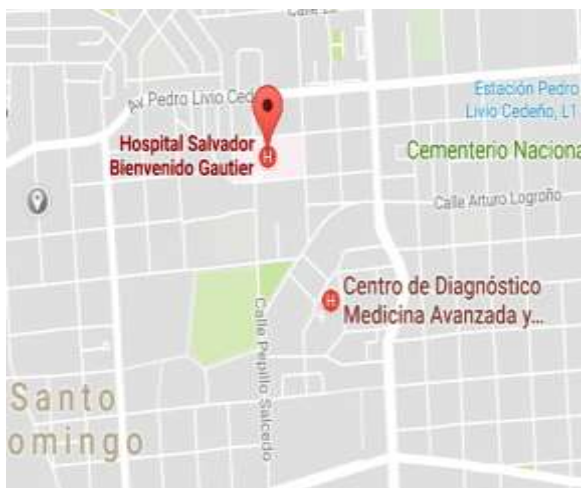 Av Pedro Livio Ced
Estación Pedro
Livio Cedeño, L1
Hospital Salvador
Bienvenido Gautier
H
Cementerio Naciona
Calle Arturo Logroño
H
Centro de Diagnóstico
Medicina Avanzada y...
Calle Pepillo Salcedo
Santo
omingo